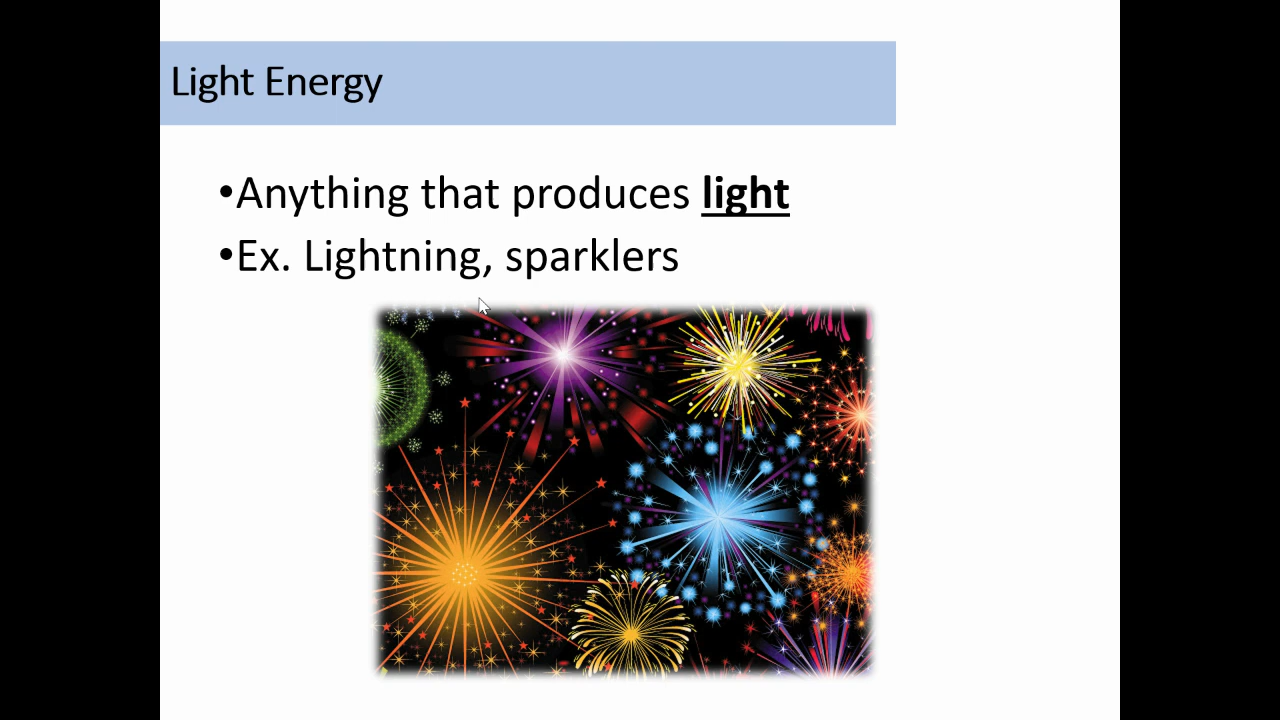 Light Energy
•Anything that produces light
•Ex. Lightning, sparklers